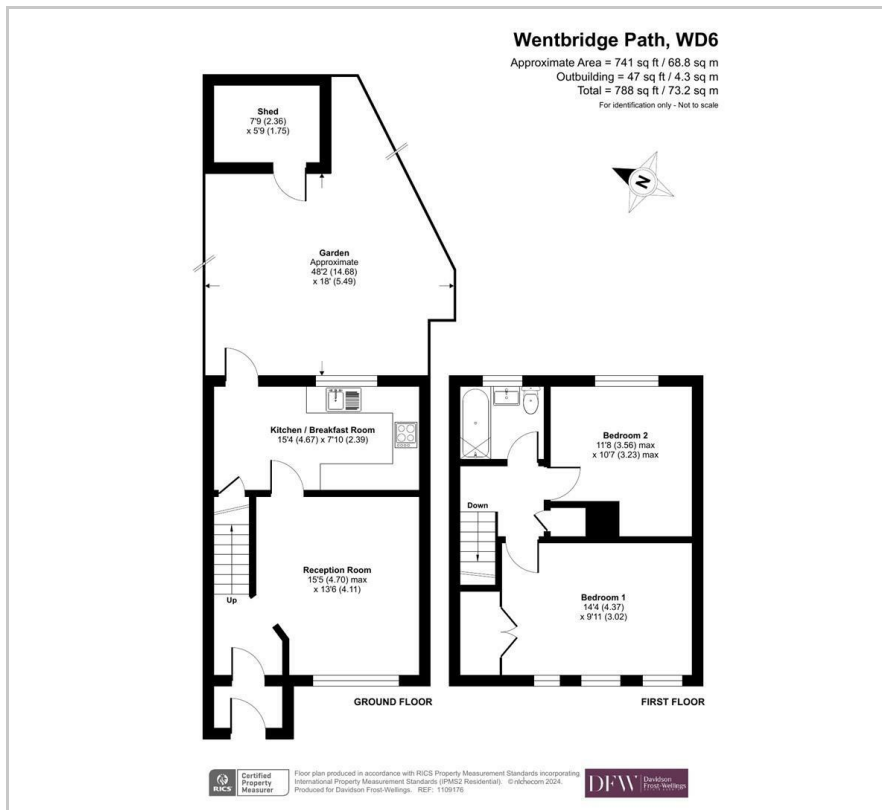 Wentbridge Path, WD6
Approximate Area = 741 sq ft / 68.8 sq m
Outbuilding = 47 sq ft / 4.3 sq m
Total = 788 sq ft / 73.2 sq m
For identification only - Not to scale
Shed
7'9 (2.36)
x 5'9 (1.75)
N
Garden
Approximate
48'2 (14.68)
x 18' (5.49)
Kitchen / Breakfast Room
15'4 (4.67) x 7'10 (2.39)
Bedroom 2
11'8 (3.56) max
x 10'7 (3.23) max
Down
Reception Room
15'5 (4.70) max
x 13'6 (4.11)
Up
Bedroom 1
14'4 (4.37)
x 9'11 (3.02)
GROUND FLOOR
FIRST FLOOR
RICS
Certified
Property
Measurer
Floor plan produced in accordance with RICS Property Measurement Standards incorporating
International Property Measurement Standards (IPMS2 Residential). © nichecom 2024.
Produced for Davidson Frost-Wellings. REF: 1109176
DFW
Davidson
Frost-Wellings